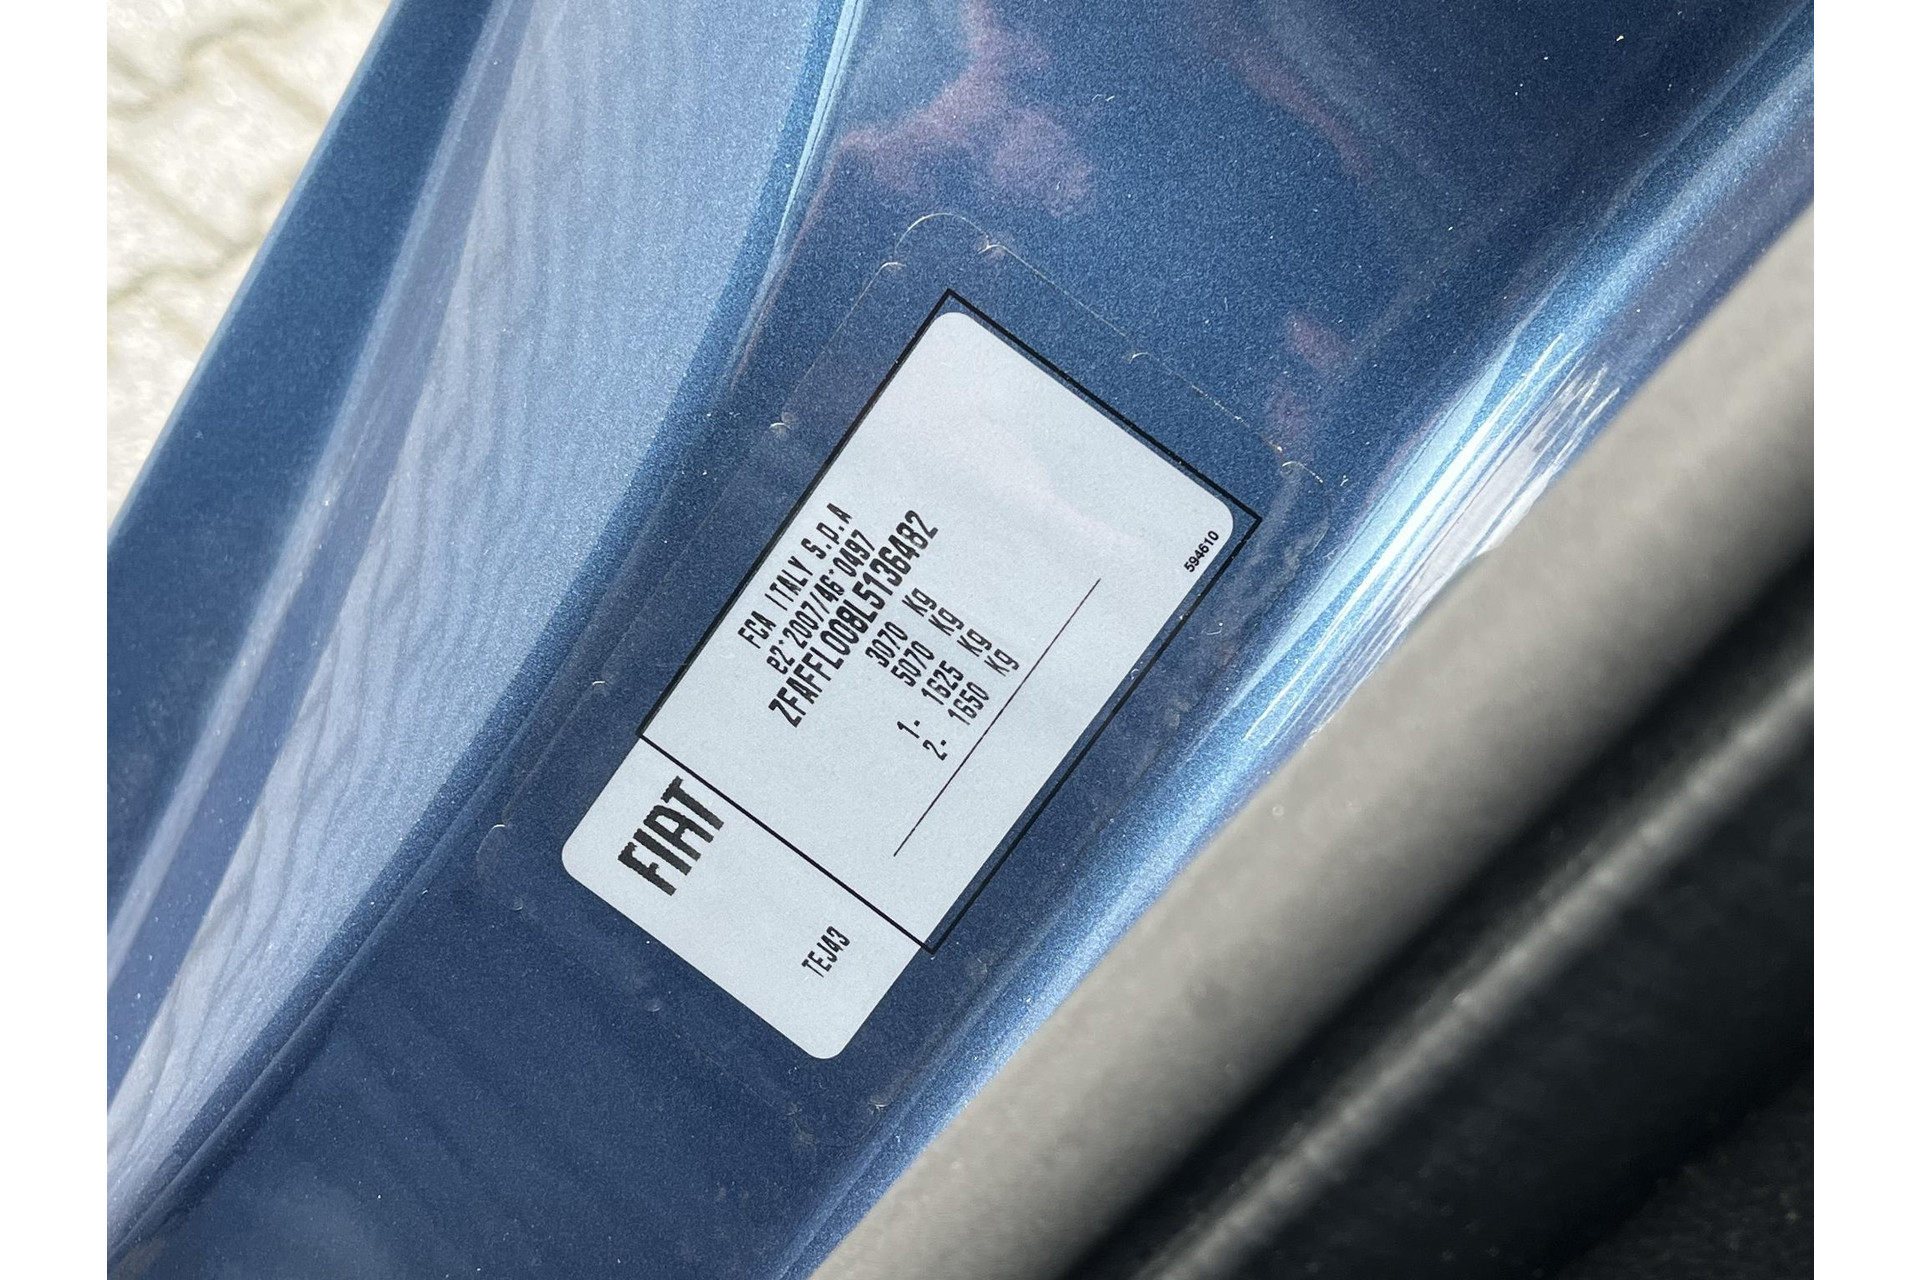 FIAT
TEJ43
FCA ITALY S.p.A
e2*2007/46*0497
ZFAFFL008L5136482
3070 Kg
5070 Kg
1- 1625 Kg
2- 1650 Kg
594610